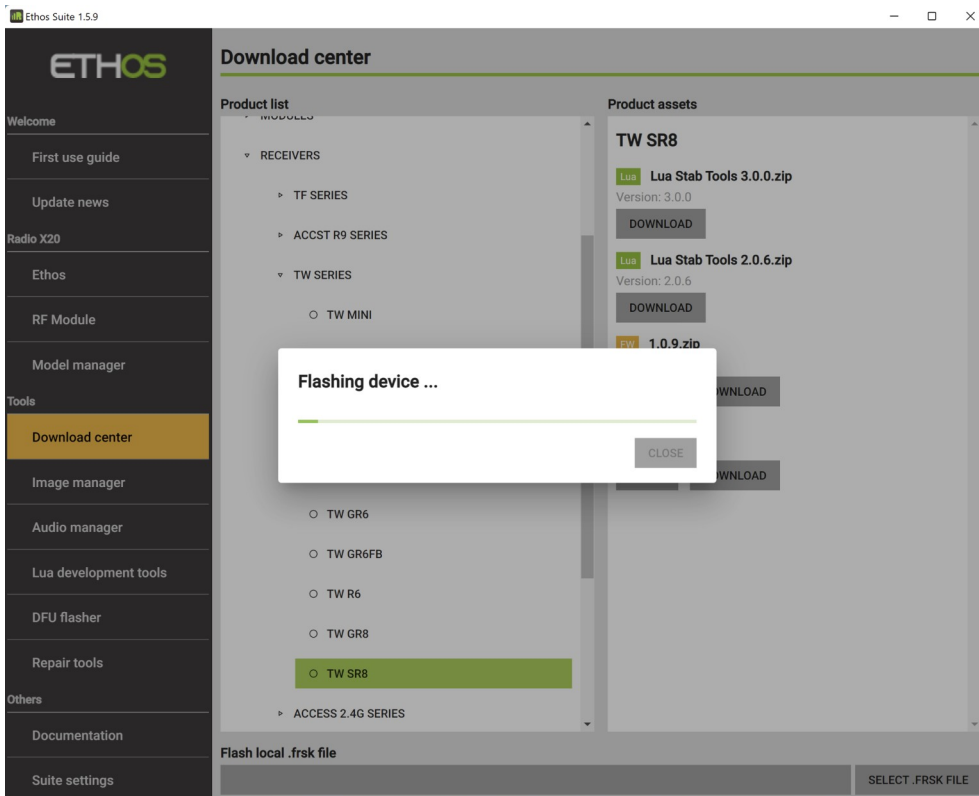 Ethos Suite 1.5.9
ETHOS
Welcome
First use guide
Update news
Radio X20
Ethos
RF Module
Model manager
Tools
Download center
Image manager
Audio manager
Lua development tools
DFU flasher
Repair tools
Others
Documentation
Suite settings
Download center
Product list
MODULES
RECEIVERS
TF SERIES
ACCST R9 SERIES
TW SERIES
TW MINI
TW GR6
TW GR6FB
TW R6
TW GR8
TW SR8
ACCESS 2.4G SERIES
Product assets
TW SR8
Lua Lua Stab Tools 3.0.0.zip
Version: 3.0.0
DOWNLOAD
Lua Lua Stab Tools 2.0.6.zip
Version: 2.0.6
DOWNLOAD
FW 1.0.9.zip
Flashing device ...
CLOSE
Flash local .frsk file
SELECT .FRSK FILE